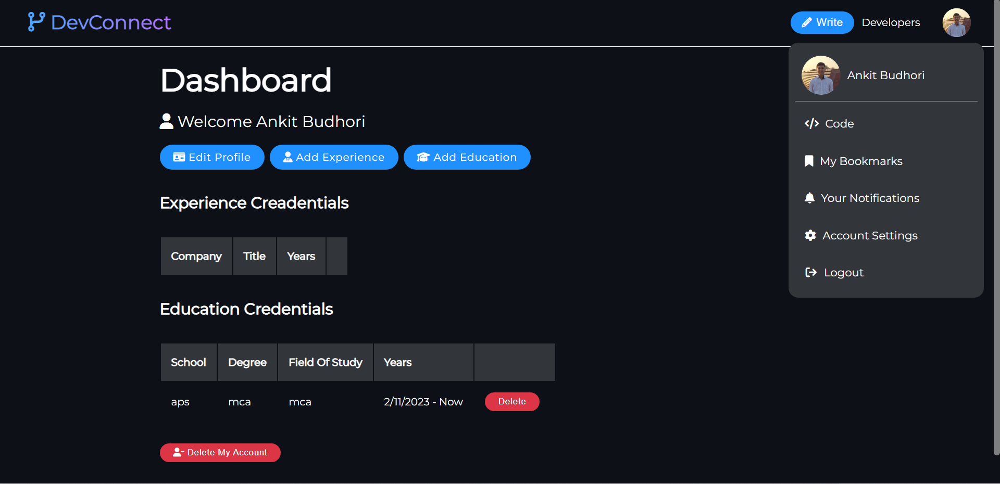 DevConnect
Write Developers
Ankit Budhori
Code
My Bookmarks
Your Notifications
Account Settings
Logout
Dashboard
Welcome Ankit Budhori
Edit Profile Add Experience Add Education
Experience Creadentials
Company Title Years
Education Credentials
School Degree Field Of Study Years
aps mca mca 2/11/2023 - Now Delete
Delete My Account